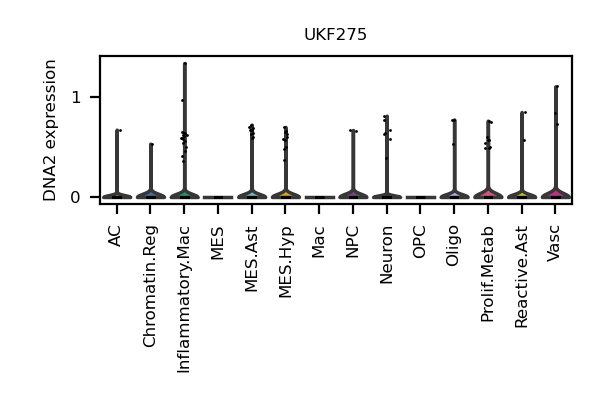 UKF275
DNA2 expression
1
0
AC
Chromatin.Reg
Inflammatory.Mac
MES
MES.Ast
MES.Hyp
Mac
NPC
Neuron
OPC
Oligo
Prolif.Metab
Reactive.Ast
Vasc